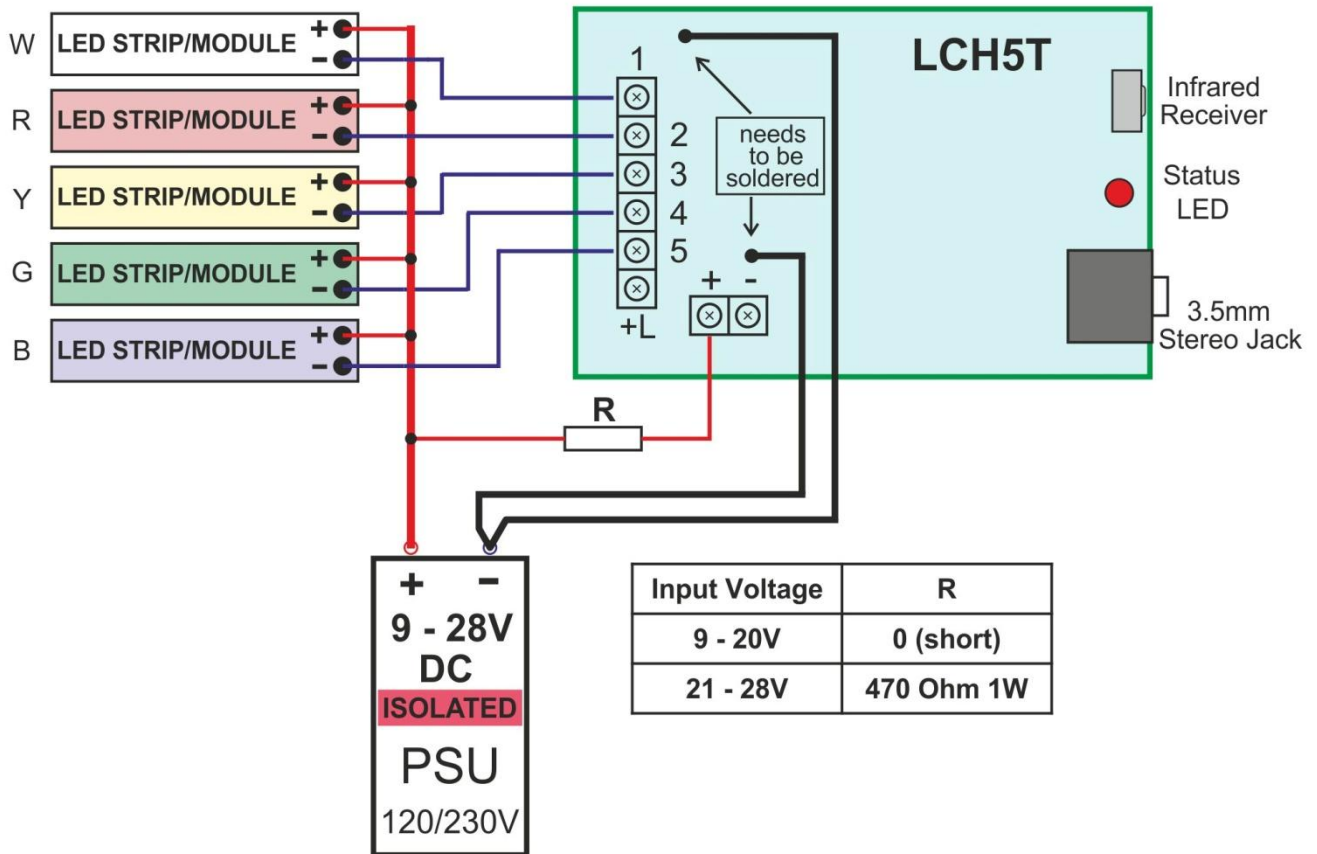 W
LED STRIP/MODULE
+
-
R
LED STRIP/MODULE
+
-
Y
LED STRIP/MODULE
+
-
G
LED STRIP/MODULE
+
-
B
LED STRIP/MODULE
+
-
LCH5T
1
2
3
4
5
+L
needs
to be
soldered
+ -
Infrared
Receiver
Status
LED
3.5mm
Stereo Jack
R
+ -
9 - 28V
DC
ISOLATED
PSU
120/230V
Input Voltage R
9 - 20V 0 (short)
21 - 28V 470 Ohm 1W